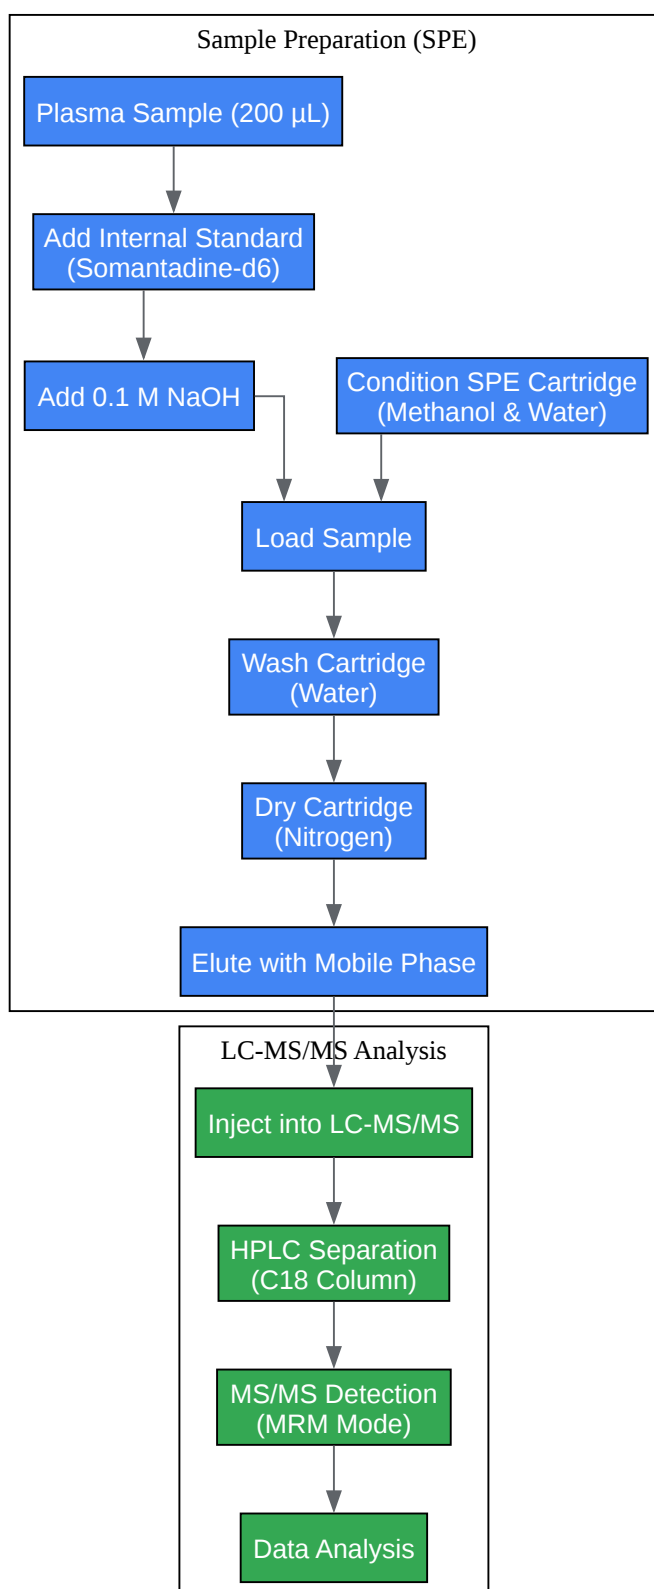 Sample Preparation (SPE)
Plasma Sample (200 µL)
Add Internal Standard
(Somantadine-d6)
Add 0.1 M NaOH
Condition SPE Cartridge
(Methanol & Water)
Load Sample
Wash Cartridge
(Water)
Dry Cartridge
(Nitrogen)
Elute with Mobile Phase
LC-MS/MS Analysis
Inject into LC-MS/MS
HPLC Separation
(C18 Column)
MS/MS Detection
(MRM Mode)
Data Analysis